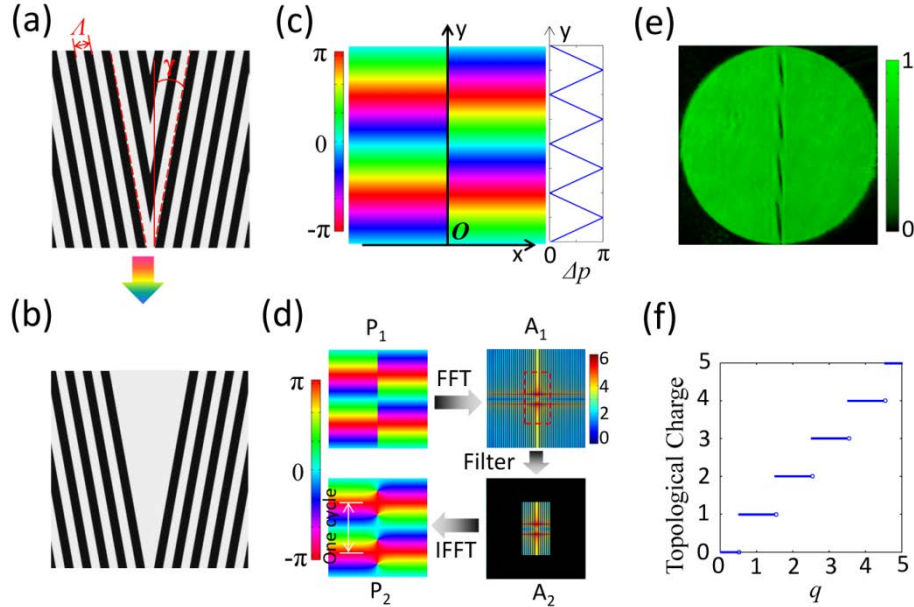 (a)
Λ
γ
(b)
(c)
y
π
0
-π
O
x
y
0
π
Δp
(d)
P1
A1
π
0
-π
FFT
6
4
2
0
Filter
One cycle
IFFT
P2
A2
(e)
1
0
(f)
Topological Charge
5
4
3
2
1
0
0
1
2
3
4
5
q